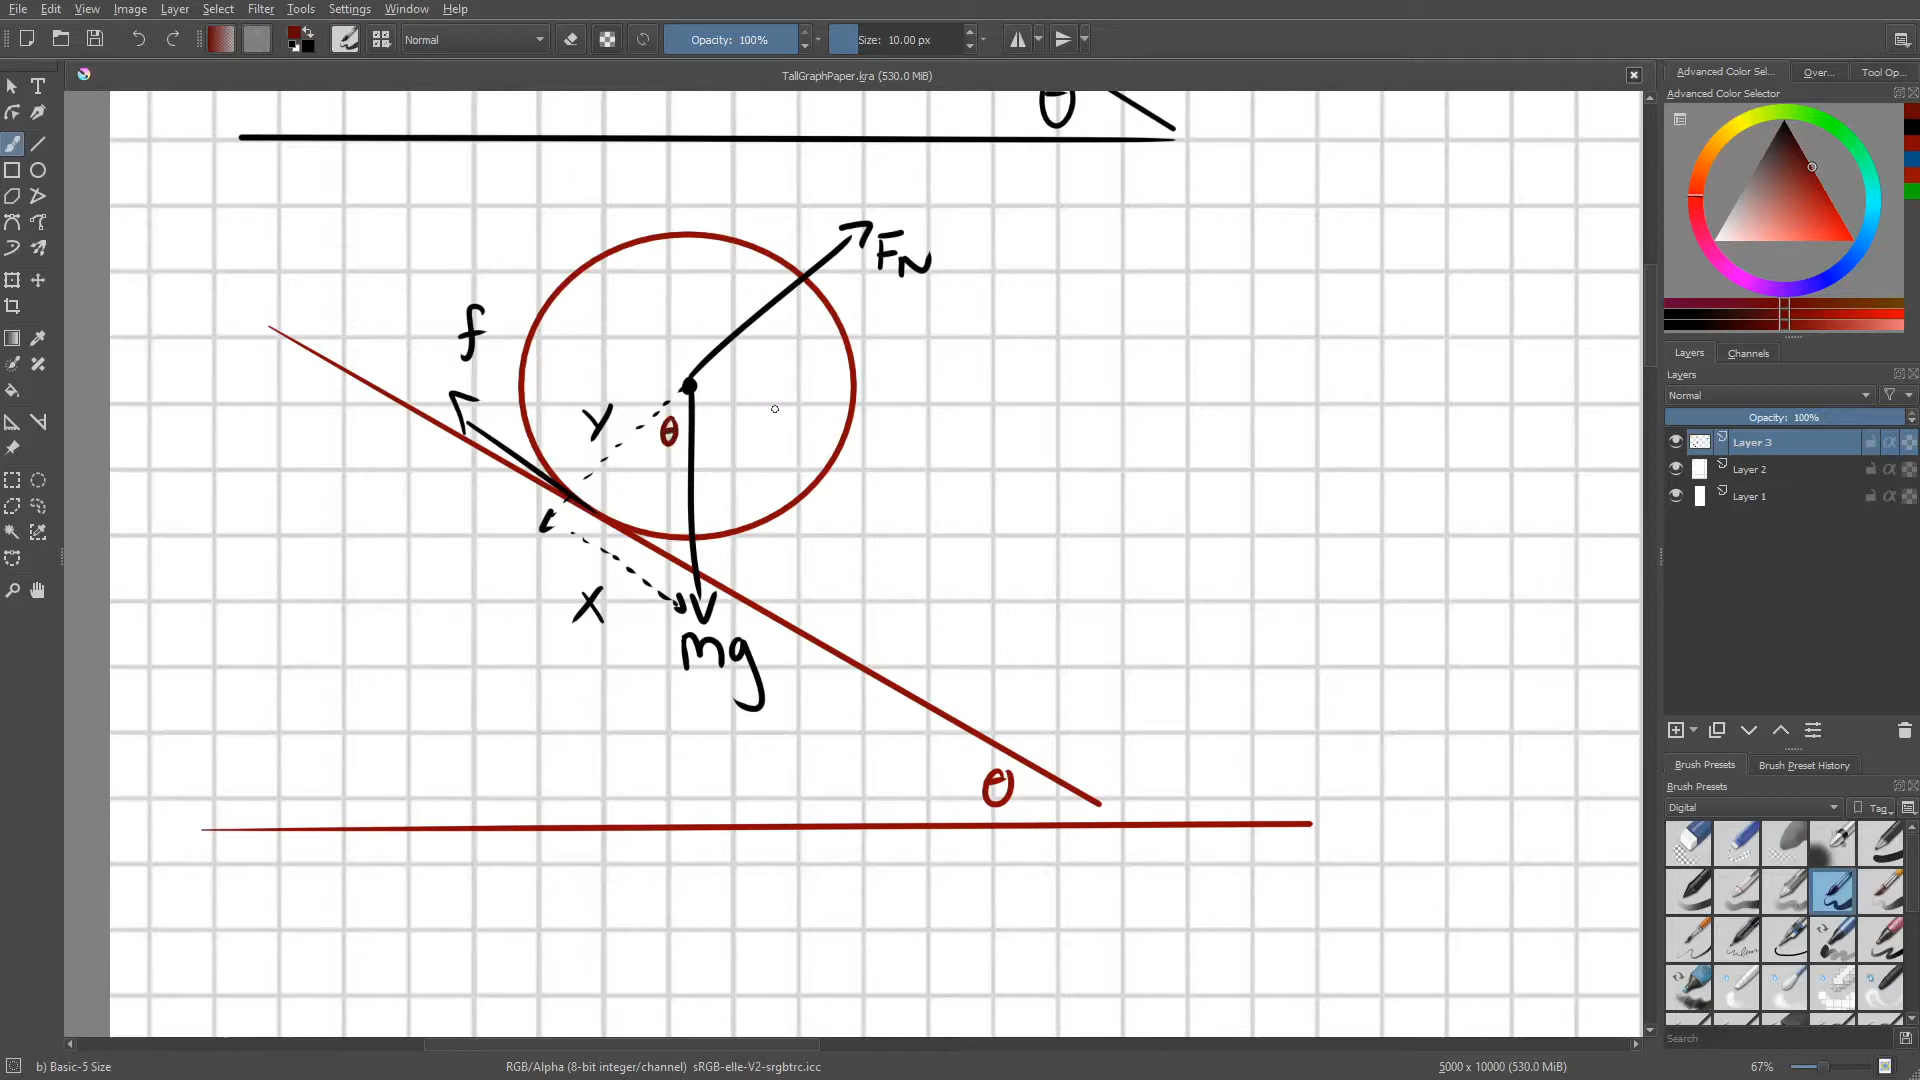 File Edit View Image Layer Select Filter Tools Settings Window Help
Normal
Opacity: 100%
Size: 10.00 px
TallGraphPaper.kra (530.0 MiB)
Advanced Color Sel... Over... Tool Op...
Advanced Color Selector
θ
FN
f
y
θ
x
mg
θ
Layers Channels
Layers
Normal
Opacity: 100%
Layer 3
Layer 2
Layer 1
Brush Presets Brush Preset History
Brush Presets
Digital
Tag
Search
b) Basic-5 Size
RGB/Alpha (8-bit integer/channel) sRGB-elle-V2-srgbtrc.icc
5000 x 10000 (530.0 MiB)
67%